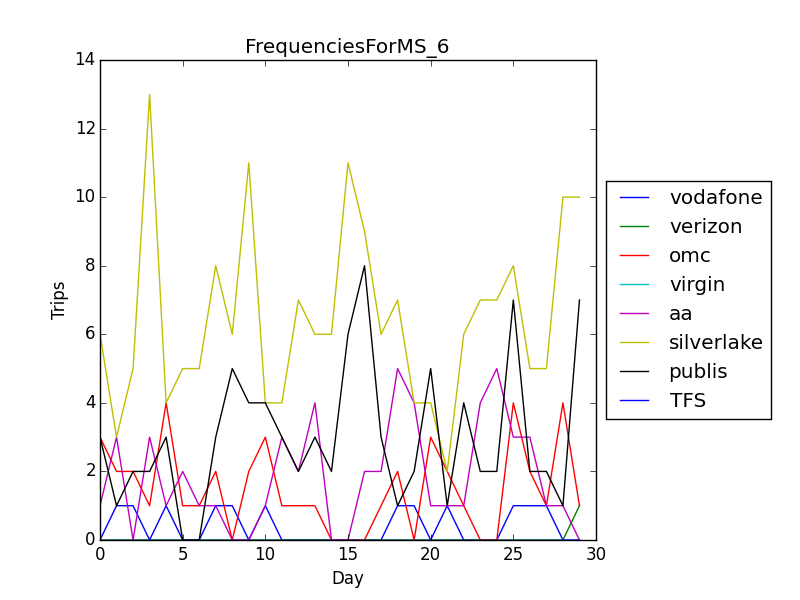 FrequenciesForMS_6
14
12
10
8
6
4
2
0
Trips
0 5 10 15 20 25 30
Day
vodafone
verizon
omc
virgin
aa
silverlake
publis
TFS